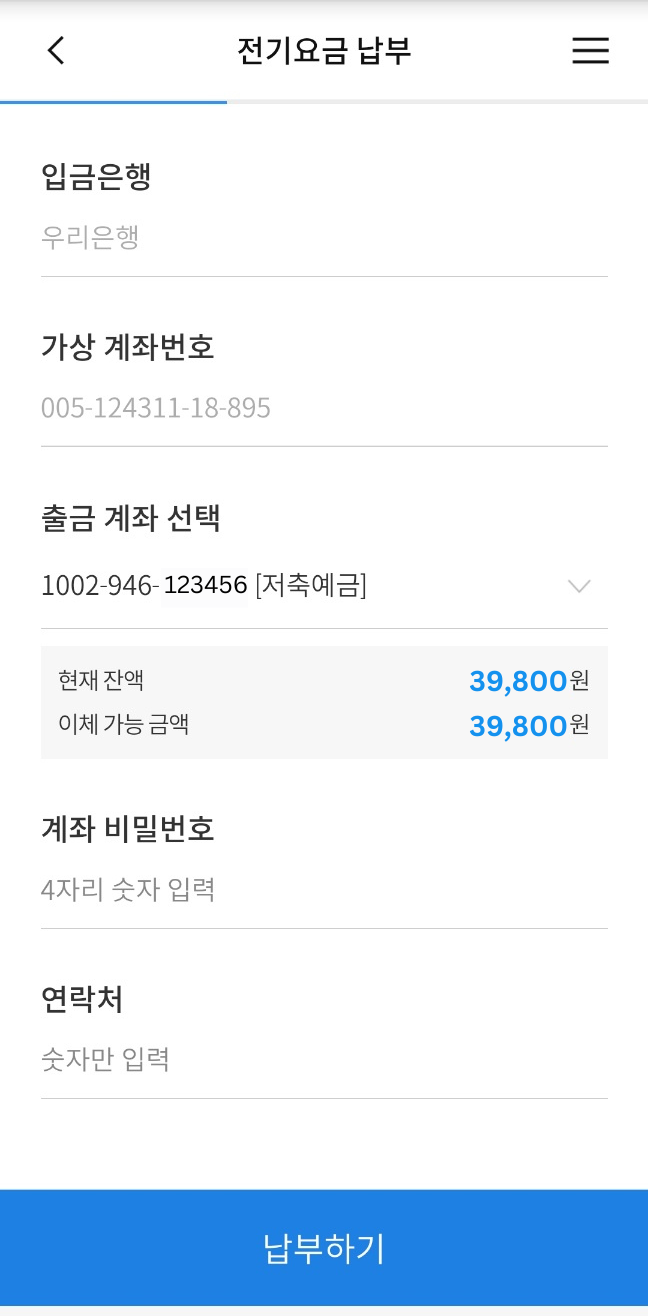 전기요금 납부
입금은행
우리은행
가상 계좌번호
005-124311-18-895
출금 계좌 선택
1002-946-123456 [저축예금]
현재 잔액 39,800원
이체 가능 금액 39,800원
계좌 비밀번호
4자리 숫자 입력
연락처
숫자만 입력
납부하기